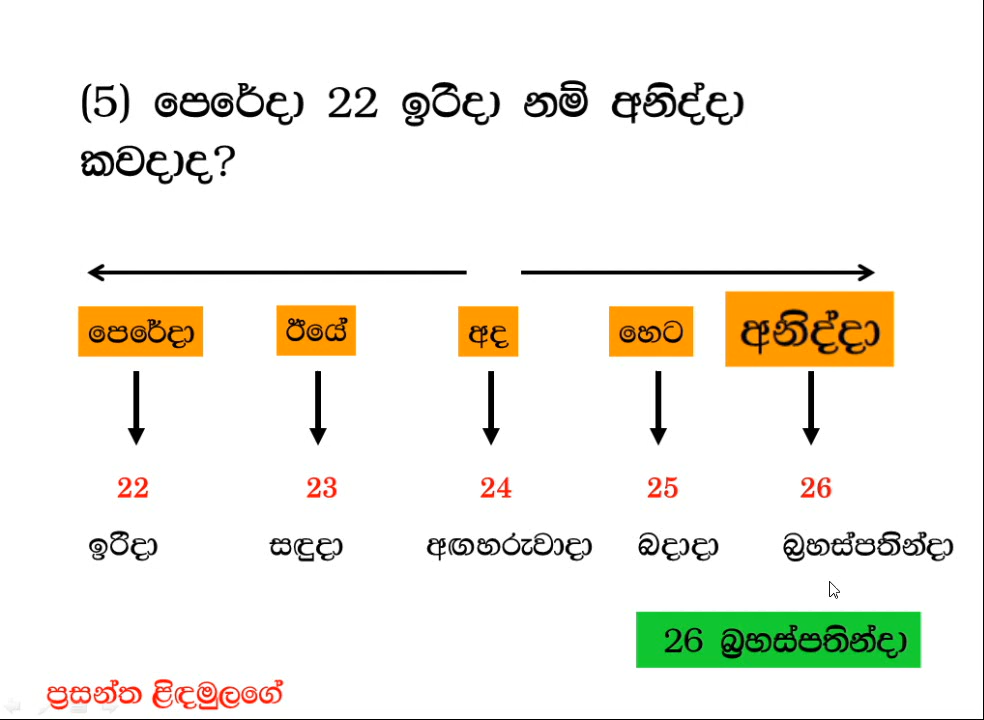 (5) පෙරේදා 22 ඉරිදා නම් අනිද්දා
කවදාද?
පෙරේදා ඊයේ අද හෙට අනිද්දා
22 23 24 25 26
ඉරිදා සඳුදා අඟහරුවාදා බදාදා බ්‍රහස්පතින්දා
26 බ්‍රහස්පතින්දා
ප්‍රසන්ත ළිඳමුලගේ